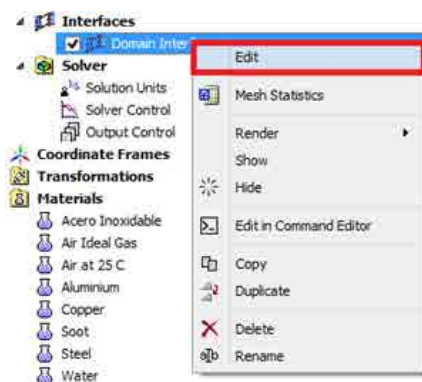 Interfaces
Domain Inter
Edit
Solver
Solution Units
Mesh Statistics
Solver Control
Output Control
Render
Coordinate Frames
Show
Transformations
Hide
Materials
Acero Inoxidable
Edit in Command Editor
Air Ideal Gas
Air at 25 C
Copy
Aluminium
Duplicate
Copper
Soot
Delete
Steel
Rename
Water